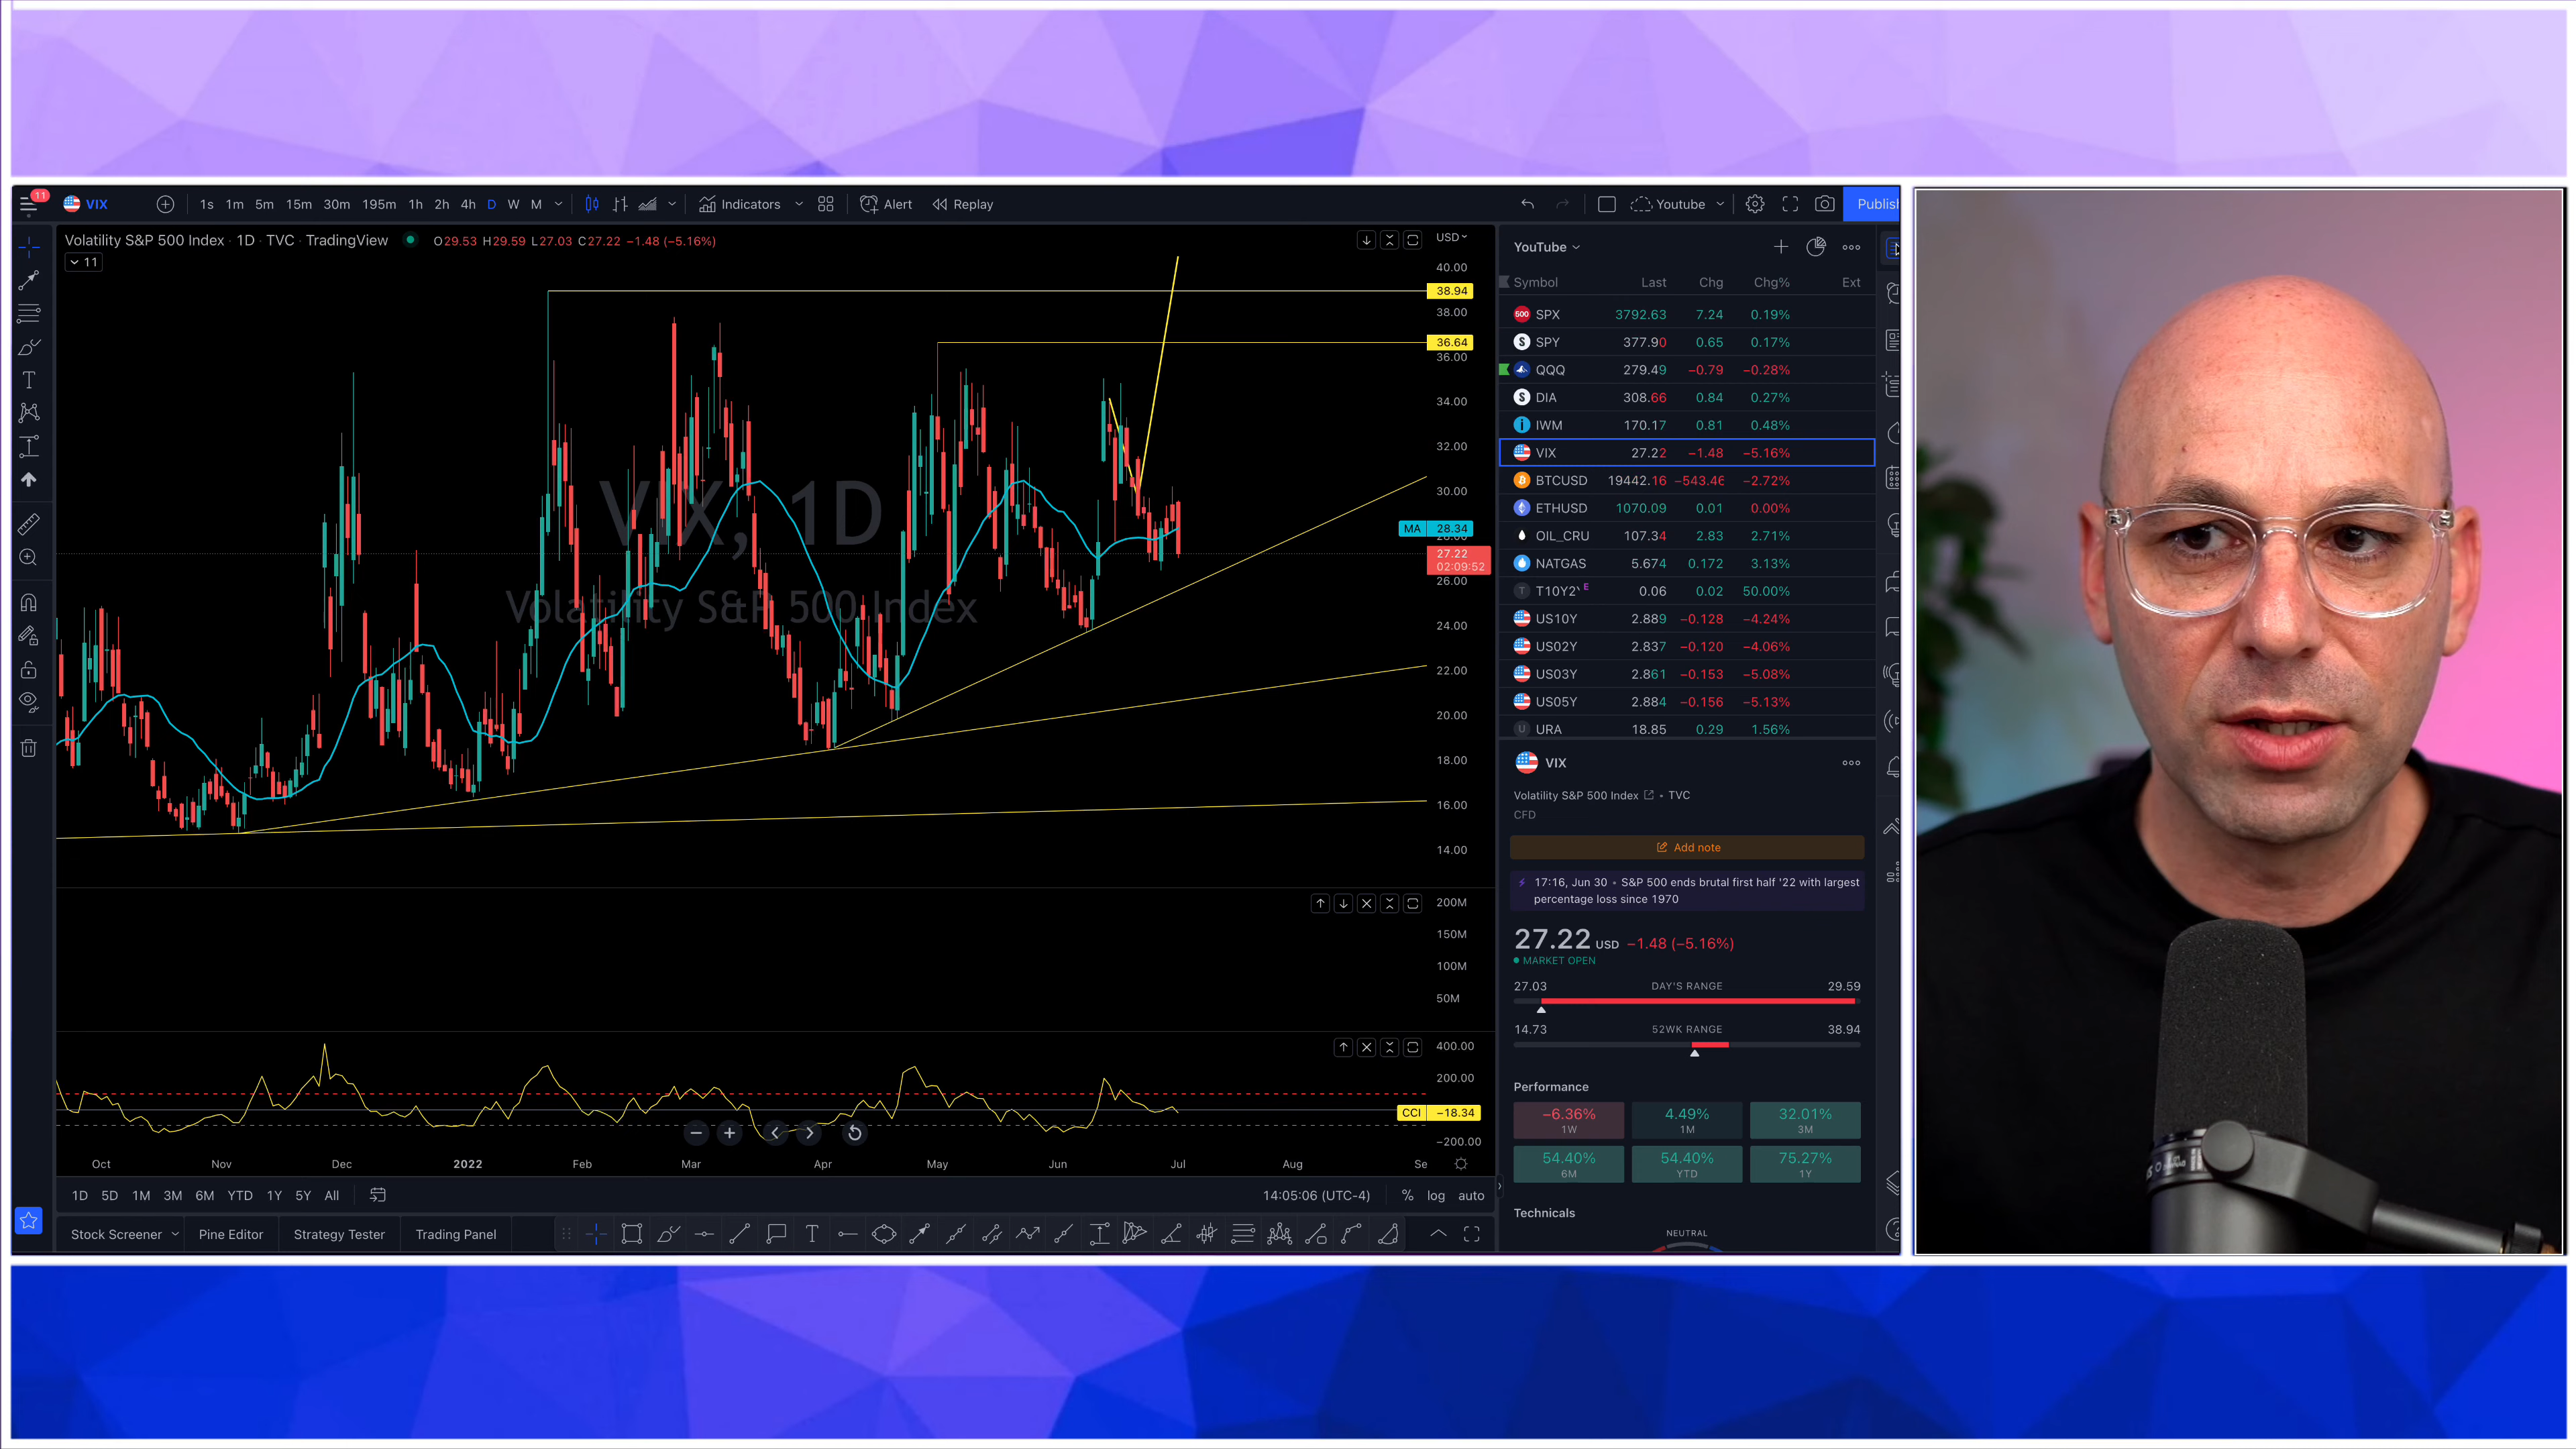 11
VIX
1s 1m 5m 15m 30m 195m 1h 2h 4h D W M
Indicators
Alert
Replay
Youtube
Publish
Volatility S&P 500 Index · 1D · TVC · TradingView
O29.53 H29.59 L27.03 C27.22 −1.48 (−5.16%)
11
USD
40.00
38.94
38.00
36.64
36.00
34.00
32.00
30.00
MA 28.34
27.22
02:09:52
26.00
24.00
22.00
20.00
18.00
16.00
14.00
VIX, 1D
Volatility S&P 500 Index
200M
150M
100M
50M
400.00
200.00
CCI −18.34
−200.00
Oct Nov Dec 2022 Feb Mar Apr May Jun Jul Aug Se
1D 5D 1M 3M 6M YTD 1Y 5Y All
14:05:06 (UTC-4) % log auto
Stock Screener Pine Editor Strategy Tester Trading Panel
YouTube
Symbol Last Chg Chg% Ext
500 SPX 3792.63 7.24 0.19%
S SPY 377.90 0.65 0.17%
QQQ 279.49 −0.79 −0.28%
S DIA 308.66 0.84 0.27%
IWM 170.17 0.81 0.48%
VIX 27.22 −1.48 −5.16%
BTCUSD 19442.16 −543.46 −2.72%
ETHUSD 1070.09 0.01 0.00%
OIL_CRU 107.34 2.83 2.71%
NATGAS 5.674 0.172 3.13%
T T10Y2Y E 0.06 0.02 50.00%
US10Y 2.889 −0.128 −4.24%
US02Y 2.837 −0.120 −4.06%
US03Y 2.861 −0.153 −5.08%
US05Y 2.884 −0.156 −5.13%
U URA 18.85 0.29 1.56%
VIX
Volatility S&P 500 Index • TVC
CFD
Add note
17:16, Jun 30 • S&P 500 ends brutal first half '22 with largest
percentage loss since 1970
27.22 USD −1.48 (−5.16%)
MARKET OPEN
27.03 DAY'S RANGE 29.59
14.73 52WK RANGE 38.94
Performance
−6.36% 4.49% 32.01%
1W 1M 3M
54.40% 54.40% 75.27%
6M YTD 1Y
Technicals
NEUTRAL